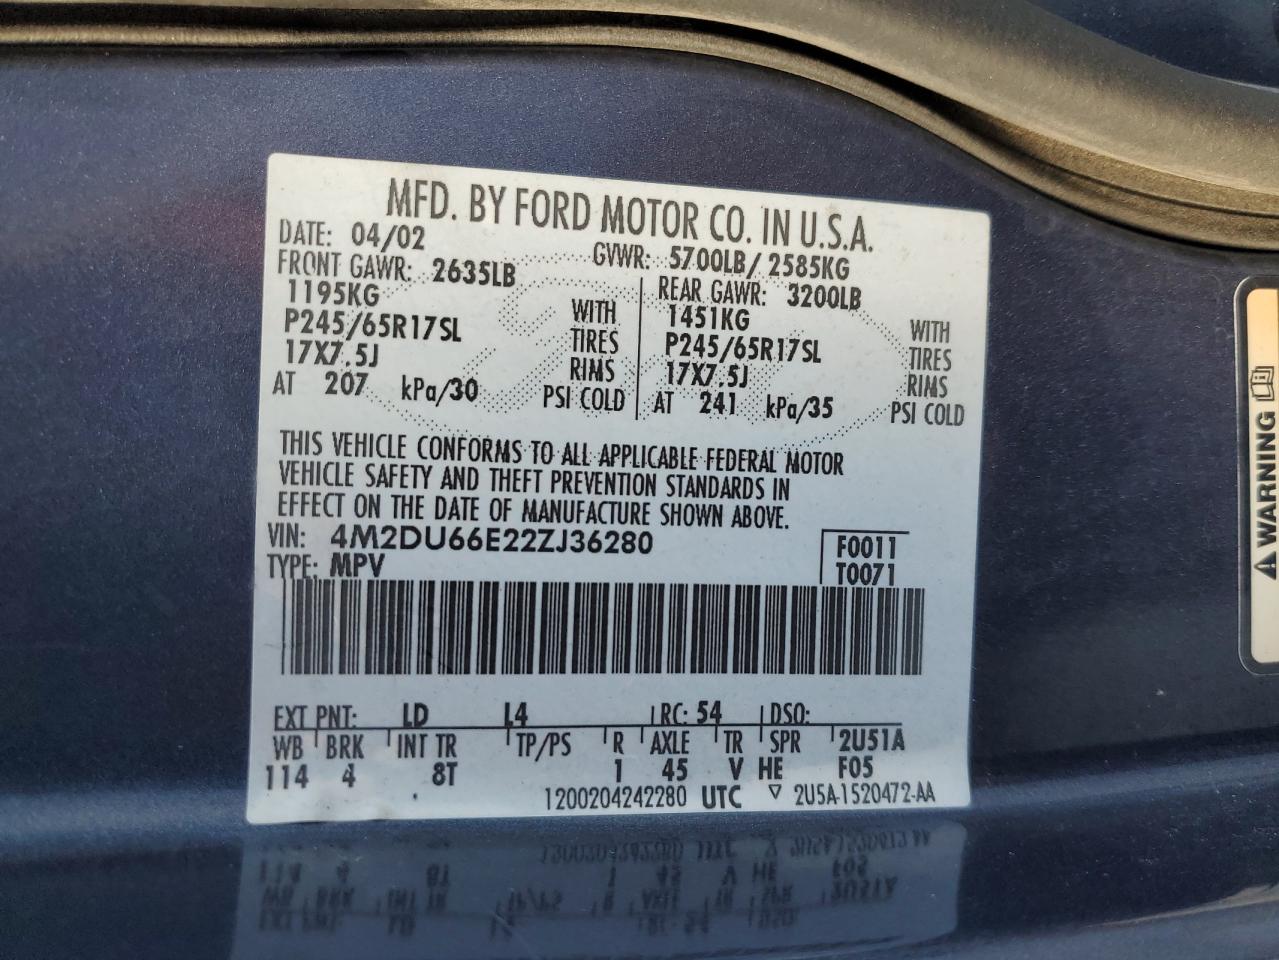 MFD. BY FORD MOTOR CO. IN U.S.A.
DATE: 04/02 GVWR: 5700LB/ 2585KG
FRONT GAWR: 2635LB REAR GAWR: 3200LB
1195KG WITH 1451KG WITH
P245/65R17SL TIRES P245/65R17SL TIRES
17X7.5J RIMS 17X7.5J RIMS
AT 207 kPa/30 PSI COLD AT 241 kPa/35 PSI COLD
THIS VEHICLE CONFORMS TO ALL APPLICABLE FEDERAL MOTOR
VEHICLE SAFETY AND THEFT PREVENTION STANDARDS IN
EFFECT ON THE DATE OF MANUFACTURE SHOWN ABOVE.
VIN: 4M2DU66E22ZJ36280 F0011
TYPE: MPV T0071
EXT PNT: LD L4 RC: 54 DSO:
WB BRK INT TR TP/PS R AXLE TR SPR 2U51A
114 4 8T 1 45 V HE F05
1200204242280 UTC ▽ 2U5A-1520472-AA
WARNING